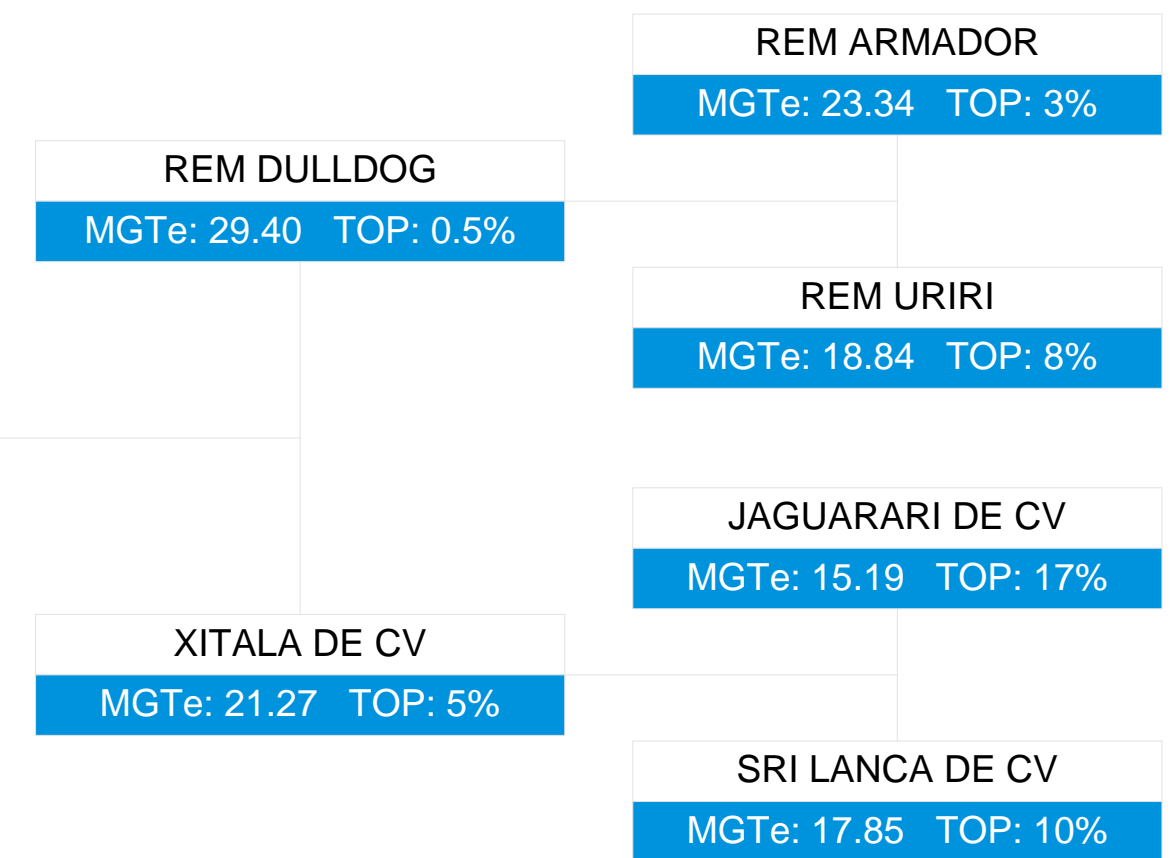 REM ARMADOR
MGTe: 23.34 TOP: 3%
REM DULLDOG
MGTe: 29.40 TOP: 0.5%
REM URIRI
MGTe: 18.84 TOP: 8%
JAGUARARI DE CV
MGTe: 15.19 TOP: 17%
XITALA DE CV
MGTe: 21.27 TOP: 5%
SRI LANCA DE CV
MGTe: 17.85 TOP: 10%